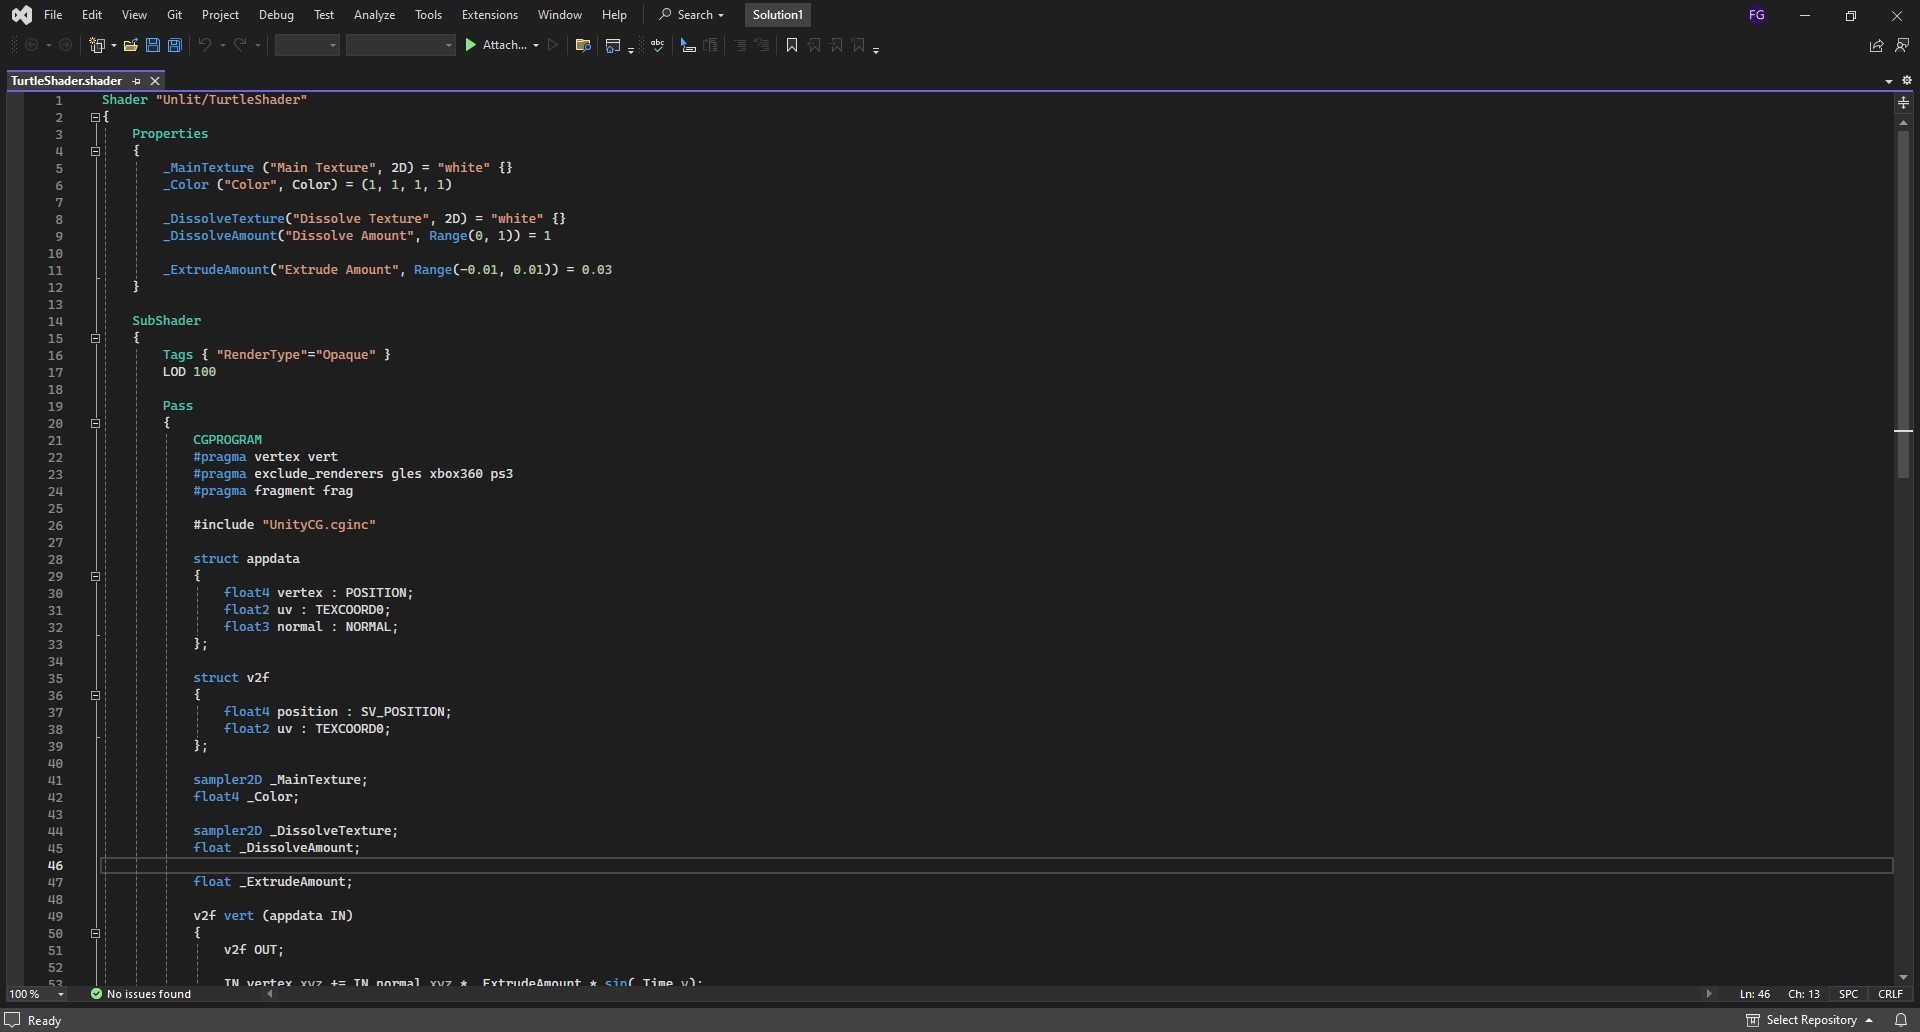 File Edit View Git Project Debug Test Analyze Tools Extensions Window Help Search Solution1 FG
Attach...
TurtleShader.shader
1 Shader "Unlit/TurtleShader"
2 {
3 Properties
4 {
5 _MainTexture ("Main Texture", 2D) = "white" {}
6 _Color ("Color", Color) = (1, 1, 1, 1)
7
8 _DissolveTexture("Dissolve Texture", 2D) = "white" {}
9 _DissolveAmount("Dissolve Amount", Range(0, 1)) = 1
10
11 _ExtrudeAmount("Extrude Amount", Range(-0.01, 0.01)) = 0.03
12 }
13
14 SubShader
15 {
16 Tags { "RenderType"="Opaque" }
17 LOD 100
18
19 Pass
20 {
21 CGPROGRAM
22 #pragma vertex vert
23 #pragma exclude_renderers gles xbox360 ps3
24 #pragma fragment frag
25
26 #include "UnityCG.cginc"
27
28 struct appdata
29 {
30 float4 vertex : POSITION;
31 float2 uv : TEXCOORD0;
32 float3 normal : NORMAL;
33 };
34
35 struct v2f
36 {
37 float4 position : SV_POSITION;
38 float2 uv : TEXCOORD0;
39 };
40
41 sampler2D _MainTexture;
42 float4 _Color;
43
44 sampler2D _DissolveTexture;
45 float _DissolveAmount;
46
47 float _ExtrudeAmount;
48
49 v2f vert (appdata IN)
50 {
51 v2f OUT;
52
53 IN.vertex.xyz += IN.normal.xyz * _ExtrudeAmount * sin(_Time.y);
100 % No issues found Ln: 46 Ch: 13 SPC CRLF
Ready Select Repository